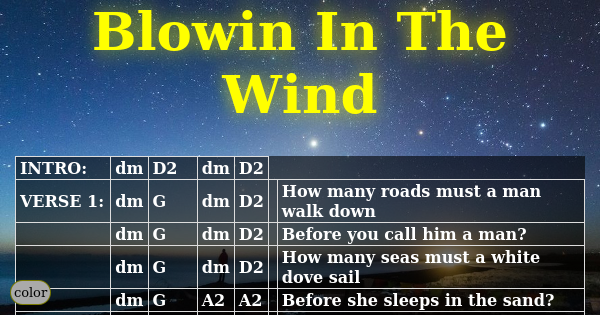 Blowin In The
Wind
INTRO: dm D2 dm D2
VERSE 1: dm G dm D2 How many roads must a man
walk down
dm G dm D2 Before you call him a man?
dm G dm D2 How many seas must a white
dove sail
dm G A2 A2 Before she sleeps in the sand?
color